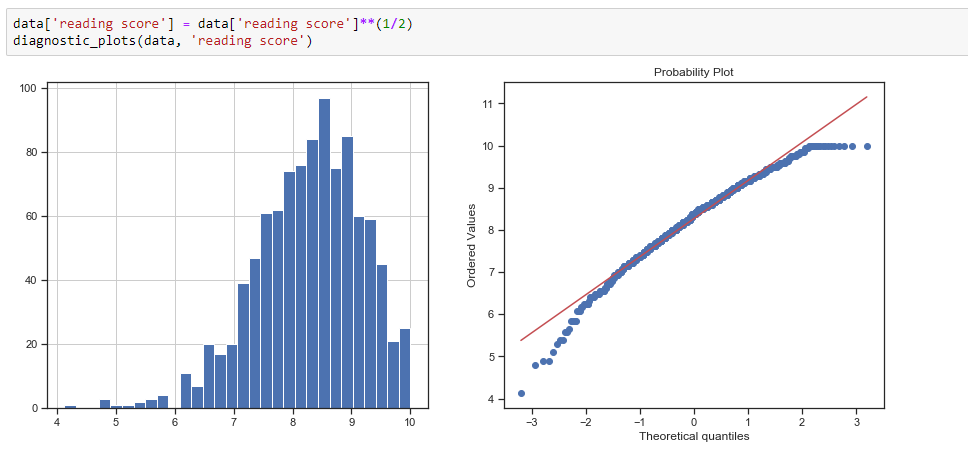 data['reading score'] = data['reading score']**(1/2)
diagnostic_plots(data, 'reading score')
Probability Plot
100
80
60
40
20
0
4 5 6 7 8 9 10
Ordered Values
11
10
9
8
7
6
5
4
−3 −2 −1 0 1 2 3
Theoretical quantiles